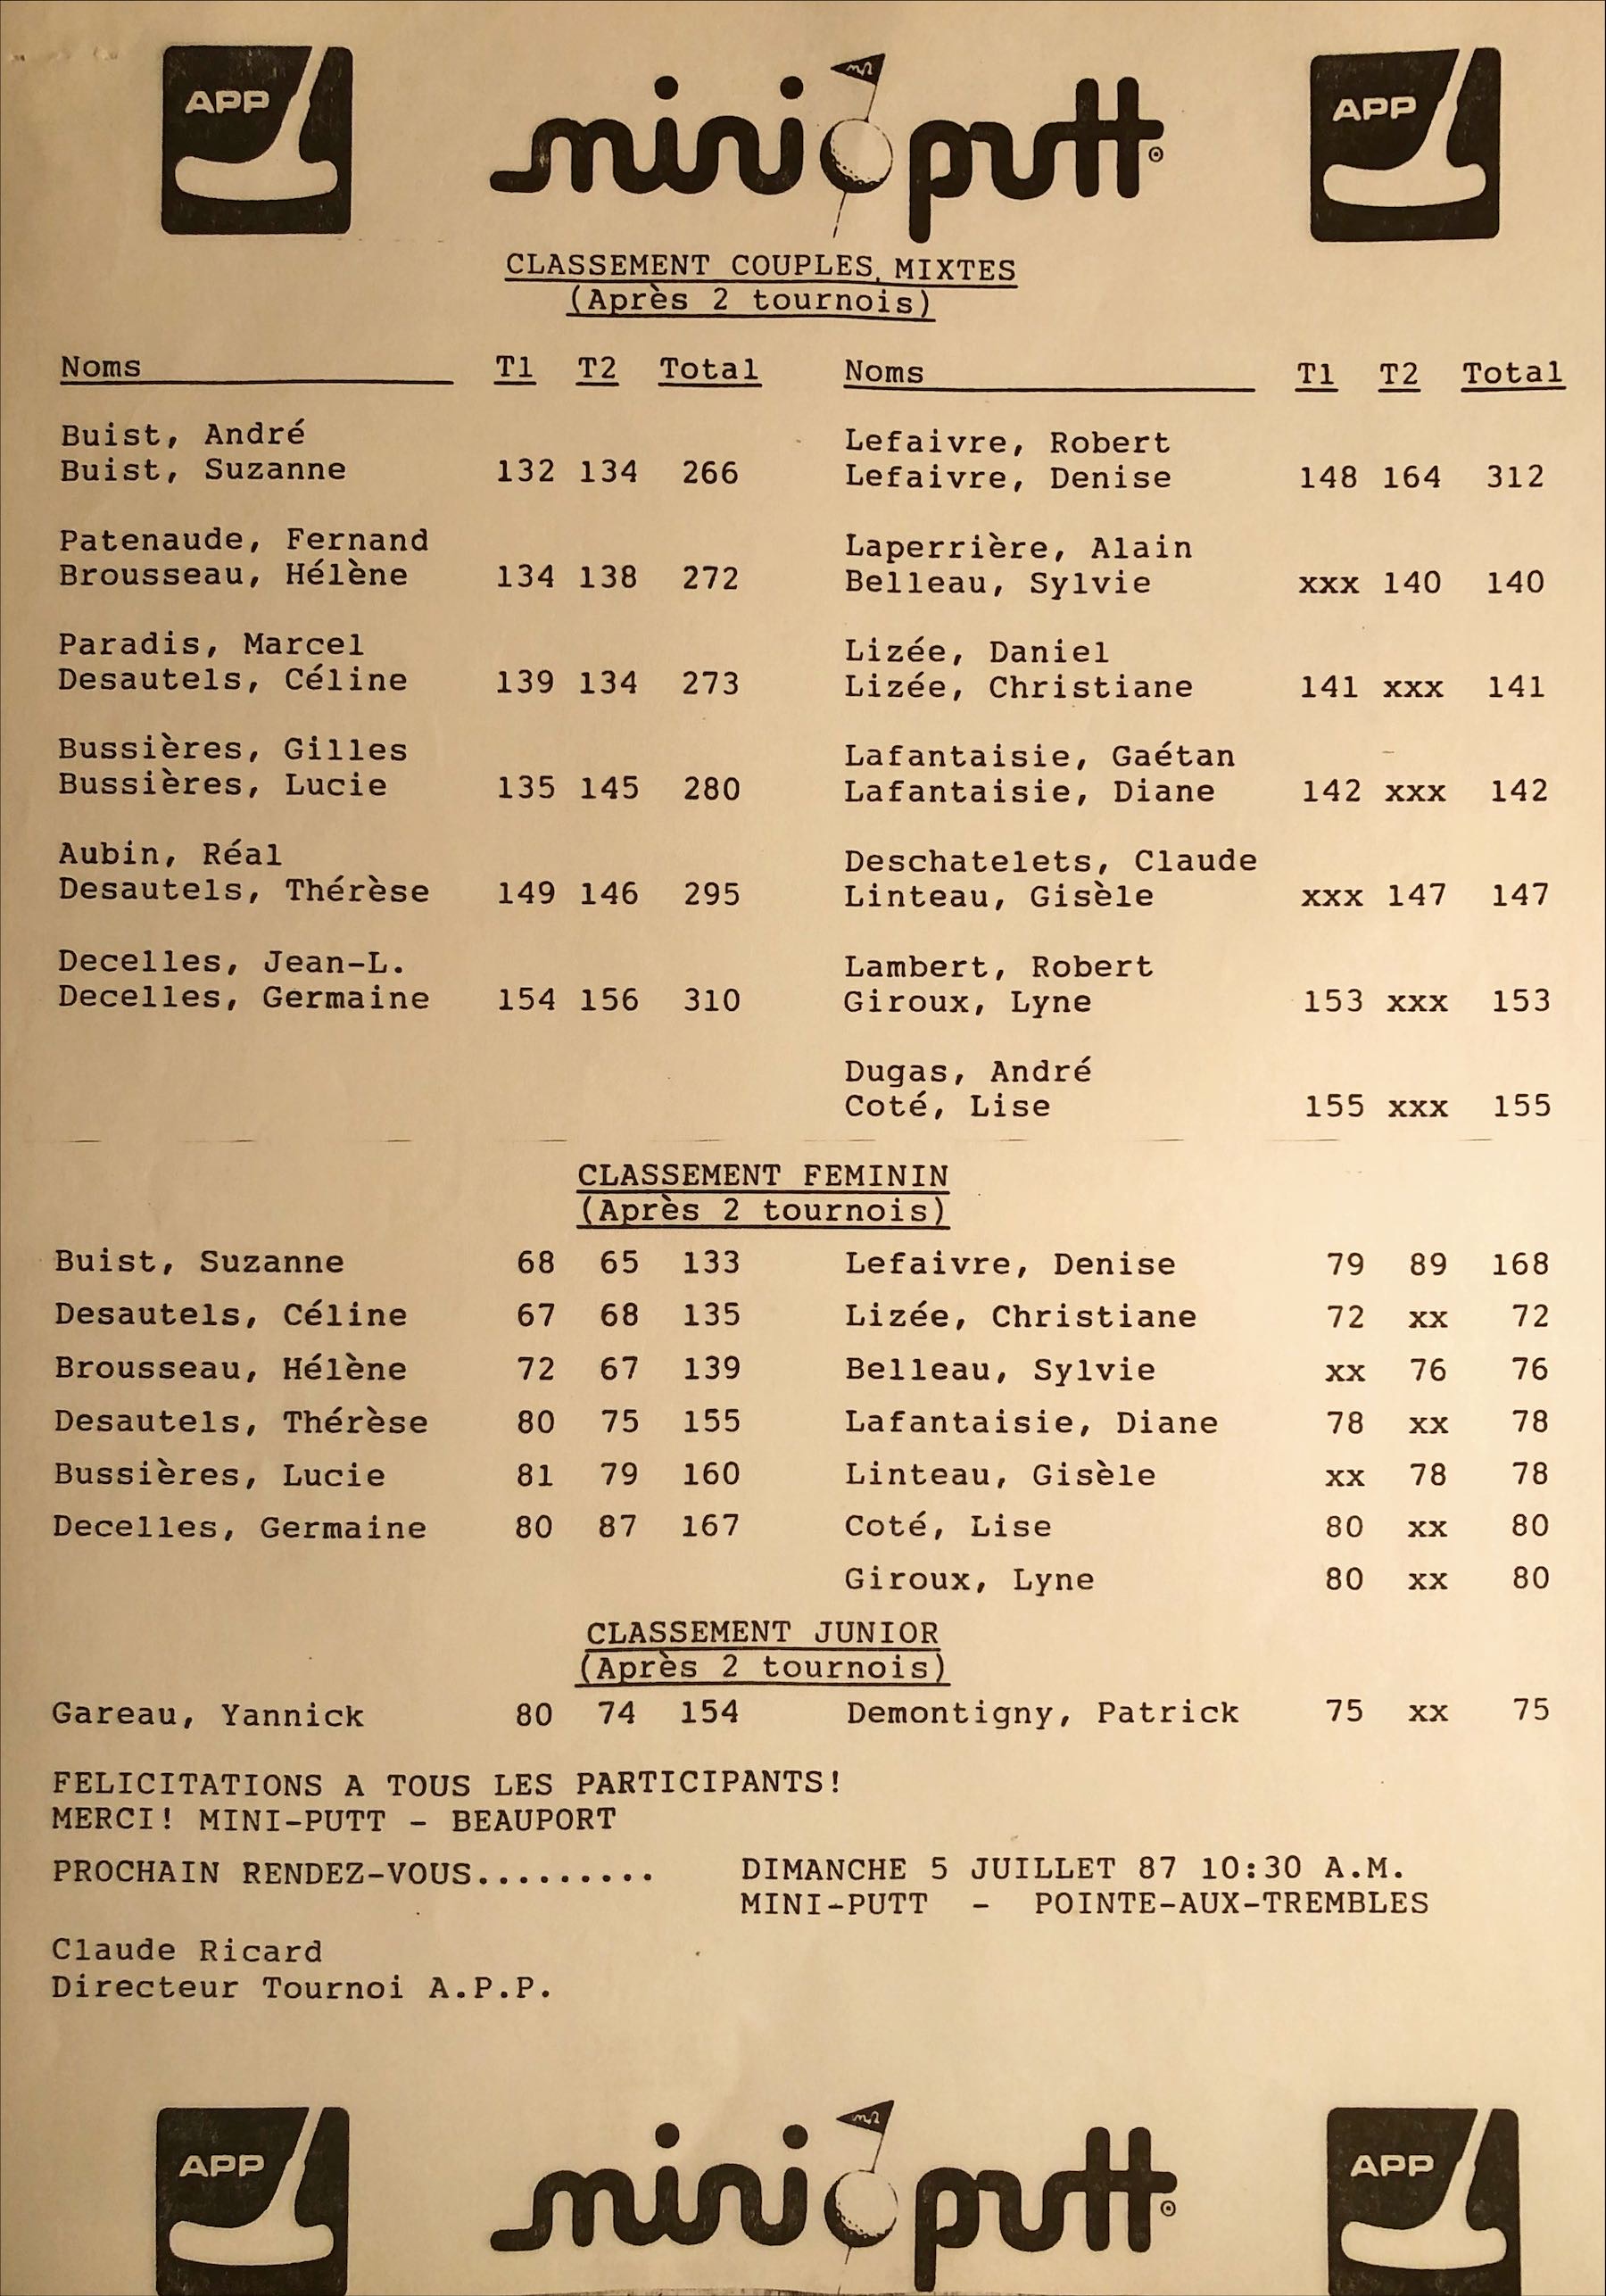 APP mini putt APP
CLASSEMENT COUPLES MIXTES
(Après 2 tournois)
Noms T1 T2 Total Noms T1 T2 Total
Buist, André Lefaivre, Robert
Buist, Suzanne 132 134 266 Lefaivre, Denise 148 164 312
Patenaude, Fernand Laperrière, Alain
Brousseau, Hélène 134 138 272 Belleau, Sylvie xxx 140 140
Paradis, Marcel Lizée, Daniel
Desautels, Céline 139 134 273 Lizée, Christiane 141 xxx 141
Bussières, Gilles Lafantaisie, Gaétan
Bussières, Lucie 135 145 280 Lafantaisie, Diane 142 xxx 142
Aubin, Réal Deschatelets, Claude
Desautels, Thérèse 149 146 295 Linteau, Gisèle xxx 147 147
Decelles, Jean-L. Lambert, Robert
Decelles, Germaine 154 156 310 Giroux, Lyne 153 xxx 153
Dugas, André
Coté, Lise 155 xxx 155
CLASSEMENT FEMININ
(Après 2 tournois)
Buist, Suzanne 68 65 133 Lefaivre, Denise 79 89 168
Desautels, Céline 67 68 135 Lizée, Christiane 72 xx 72
Brousseau, Hélène 72 67 139 Belleau, Sylvie xx 76 76
Desautels, Thérèse 80 75 155 Lafantaisie, Diane 78 xx 78
Bussières, Lucie 81 79 160 Linteau, Gisèle xx 78 78
Decelles, Germaine 80 87 167 Coté, Lise 80 xx 80
Giroux, Lyne 80 xx 80
CLASSEMENT JUNIOR
(Après 2 tournois)
Gareau, Yannick 80 74 154 Demontigny, Patrick 75 xx 75
FELICITATIONS A TOUS LES PARTICIPANTS!
MERCI! MINI-PUTT - BEAUPORT
PROCHAIN RENDEZ-VOUS......... DIMANCHE 5 JUILLET 87 10:30 A.M.
MINI-PUTT - POINTE-AUX-TREMBLES
Claude Ricard
Directeur Tournoi A.P.P.
APP mini putt APP